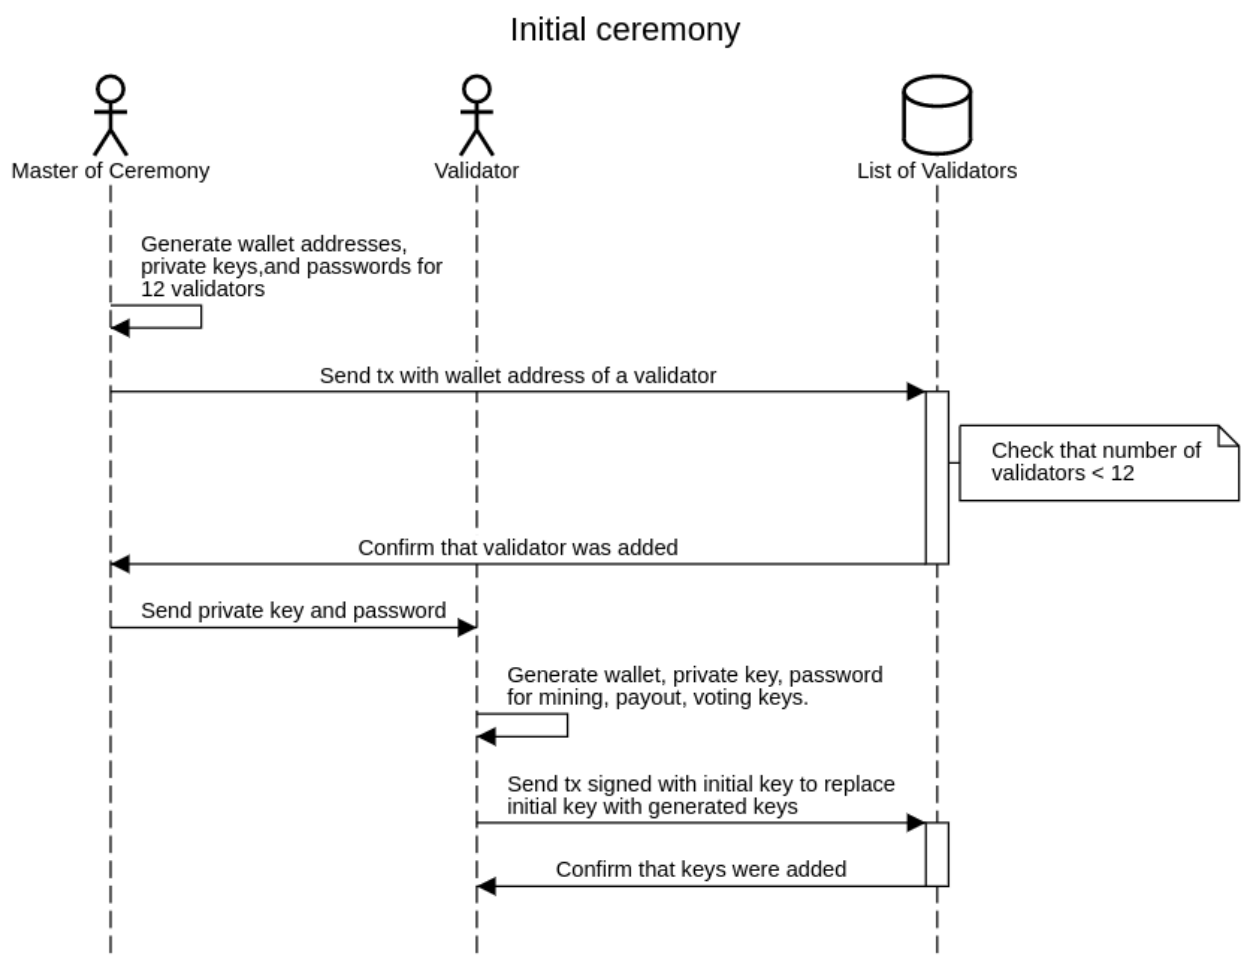 Initial ceremony
Master of Ceremony
Validator
List of Validators
Generate wallet addresses,
private keys,and passwords for
12 validators
Send tx with wallet address of a validator
Check that number of
validators < 12
Confirm that validator was added
Send private key and password
Generate wallet, private key, password
for mining, payout, voting keys.
Send tx signed with initial key to replace
initial key with generated keys
Confirm that keys were added